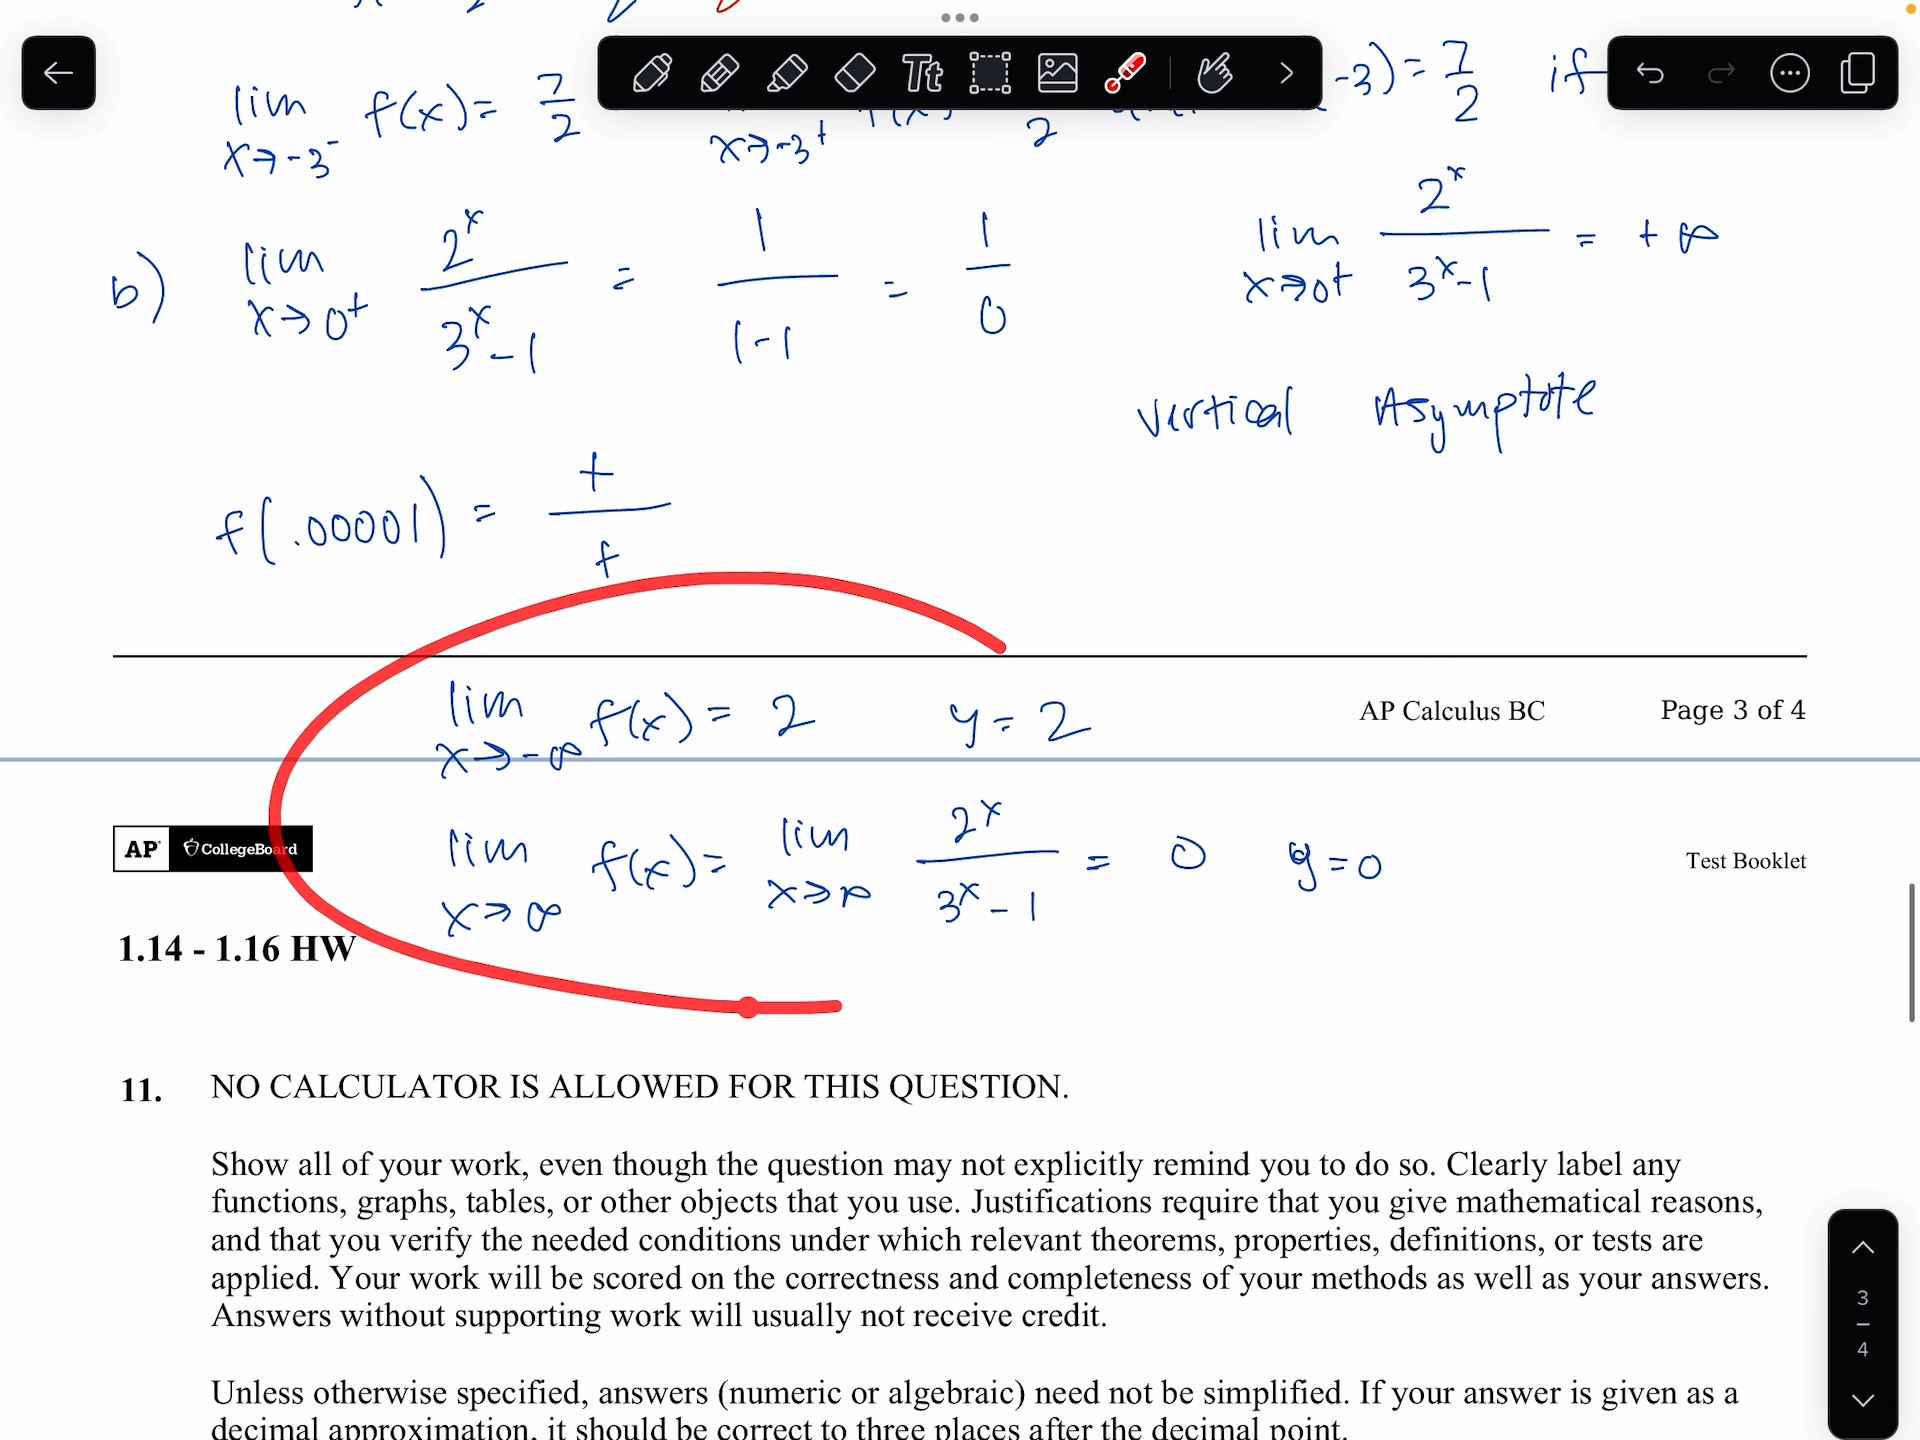 lim f(x) = 7/2 -3) = 7/2 if
x→-3⁻ x→-3⁺ 2
b) lim 2^x / 3^x-1 = 1 / 1-1 = 1/0 lim 2^x / 3^x-1 = +∞
x→0⁺ x→0⁺
Vertical Asymptote
f(.00001) = + / +
lim f(x) = 2 y=2
x→-∞
AP Calculus BC Page 3 of 4
lim f(x) = lim 2^x / 3^x - 1 = 0 y=0
x→∞ x→∞
AP CollegeBoard Test Booklet
1.14 - 1.16 HW
11. NO CALCULATOR IS ALLOWED FOR THIS QUESTION.
Show all of your work, even though the question may not explicitly remind you to do so. Clearly label any
functions, graphs, tables, or other objects that you use. Justifications require that you give mathematical reasons,
and that you verify the needed conditions under which relevant theorems, properties, definitions, or tests are
applied. Your work will be scored on the correctness and completeness of your methods as well as your answers.
Answers without supporting work will usually not receive credit.
Unless otherwise specified, answers (numeric or algebraic) need not be simplified. If your answer is given as a
decimal approximation, it should be correct to three places after the decimal point.
Tt
3
4